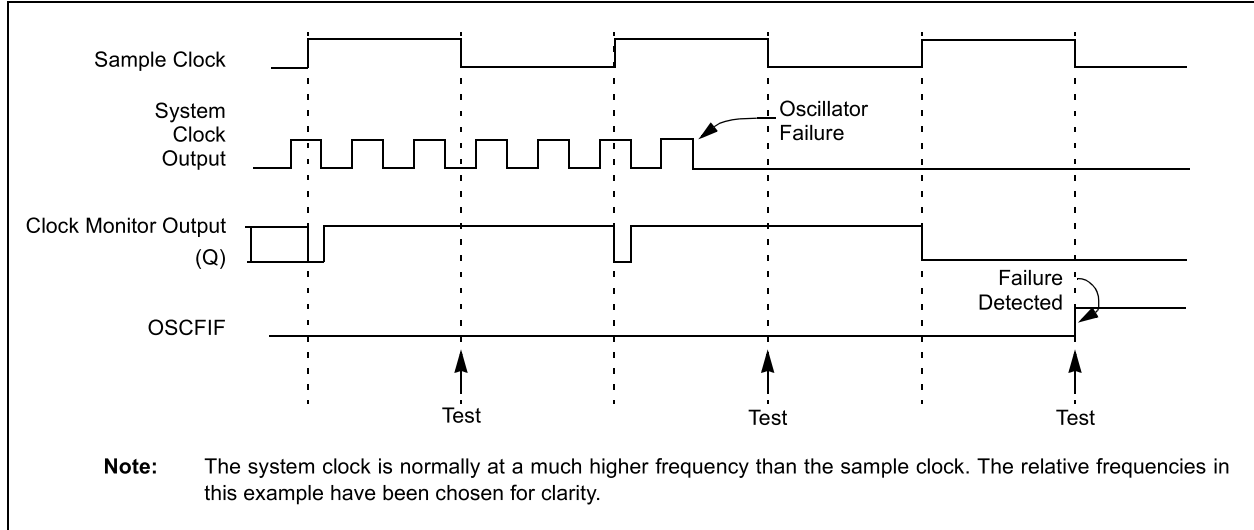 Sample Clock
System
Clock
Output
Oscillator
Failure
Clock Monitor Output
(Q)
Failure
Detected
OSCFIF
Test
Test
Test
Note: The system clock is normally at a much higher frequency than the sample clock. The relative frequencies in
this example have been chosen for clarity.